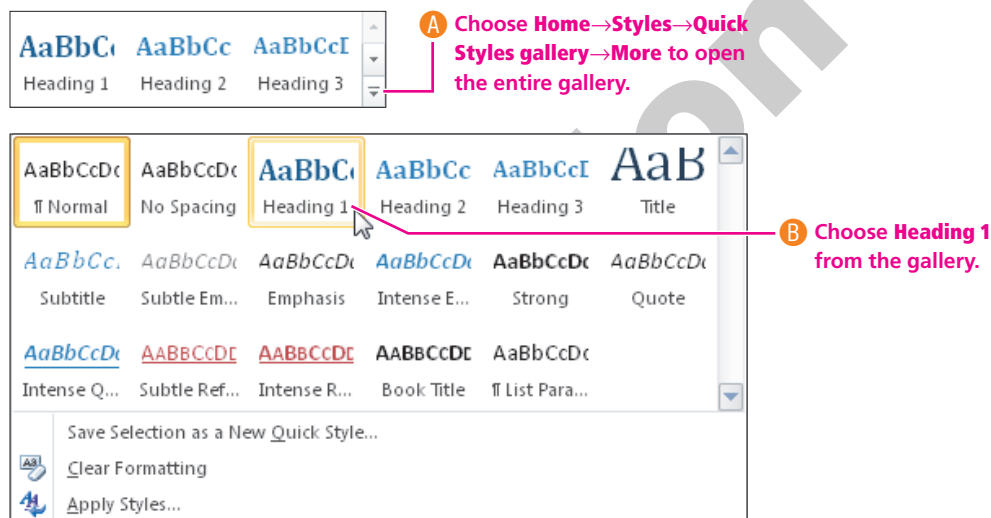 AaBbC AaBbCc AaBbCcI
Heading 1 Heading 2 Heading 3
A Choose Home→Styles→Quick
Styles gallery→More to open
the entire gallery.
AaBbCcDc AaBbCcDc AaBbC AaBbCc AaBbCcI AaB
¶ Normal No Spacing Heading 1 Heading 2 Heading 3 Title
B Choose Heading 1
from the gallery.
AaBbCc. AaBbCcDc AaBbCcDc AaBbCcDc AaBbCcDc AaBbCcDc
Subtitle Subtle Em... Emphasis Intense E... Strong Quote
AaBbCcDc AABBCCDD AABBCCDD AABBCCDD AaBbCcDc
Intense Q... Subtle Ref... Intense R... Book Title ¶ List Para...
Save Selection as a New Quick Style...
Clear Formatting
Apply Styles...